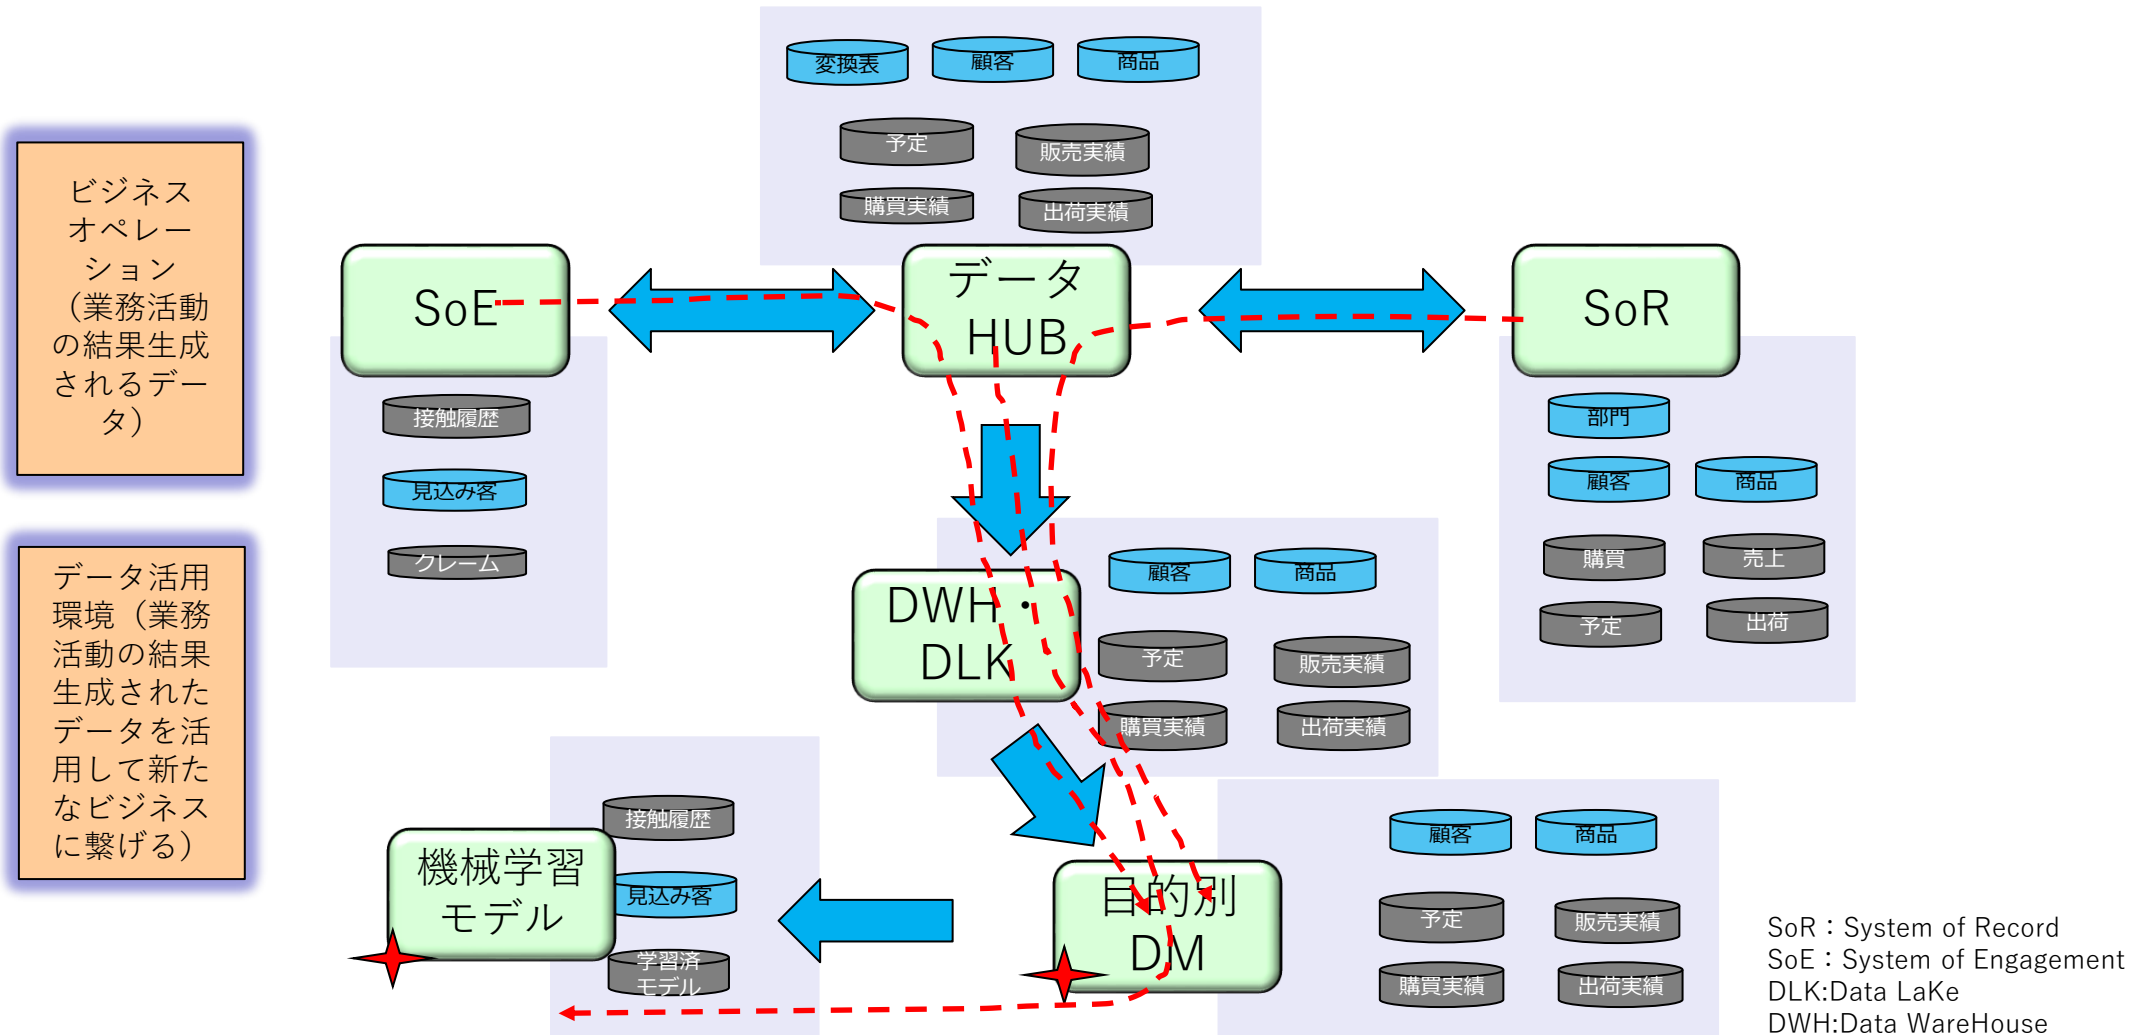 変換表
顧客
商品
予定
販売実績
購買実績
出荷実績
ビジネス
オペレー
ション
（業務活動
の結果生成
されるデー
タ）
SoE
データ
HUB
SoR
接触履歴
見込み客
クレーム
部門
顧客
商品
購買
売上
予定
出荷
データ活用
環境（業務
活動の結果
生成された
データを活
用して新た
なビジネス
に繋げる）
DWH・
DLK
顧客
商品
予定
販売実績
購買実績
出荷実績
機械学習
モデル
接触履歴
見込み客
学習済
モデル
目的別
DM
顧客
商品
予定
販売実績
購買実績
出荷実績
SoR：System of Record
SoE：System of Engagement
DLK:Data LaKe
DWH:Data WareHouse